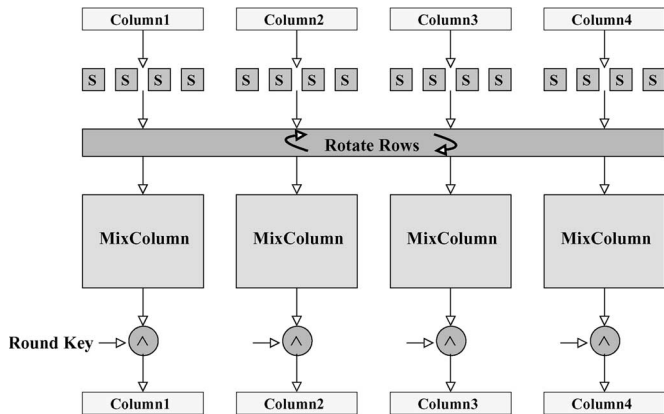 Column1 Column2 Column3 Column4
S S S S S S S S S S S S S S S S
Rotate Rows
MixColumn MixColumn MixColumn MixColumn
Round Key ^ ^ ^ ^
Column1 Column2 Column3 Column4